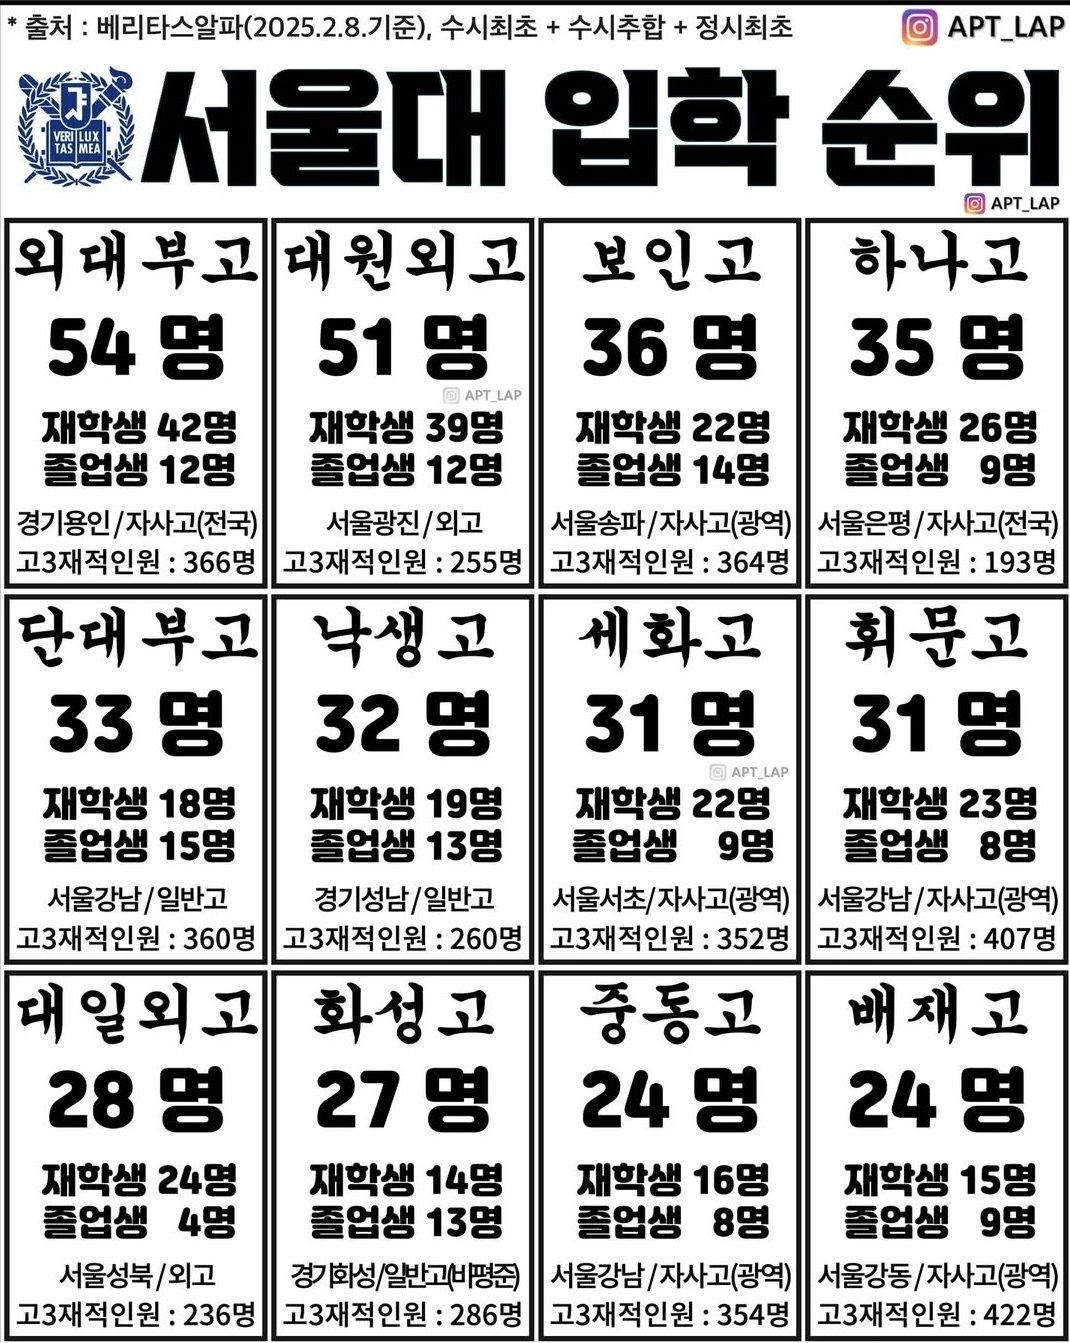 * 출처 : 베리타스알파(2025.2.8.기준), 수시최초 + 수시추합 + 정시최초
APT_LAP
VERI LUX
TAS MEA
서울대 입학 순위
APT_LAP
외대부고
54 명
재학생 42명
졸업생 12명
경기용인/자사고(전국)
고3재적인원 : 366명
대원외고
51 명
APT_LAP
재학생 39명
졸업생 12명
서울광진/외고
고3재적인원 : 255명
보인고
36 명
재학생 22명
졸업생 14명
서울송파/자사고(광역)
고3재적인원 : 364명
하나고
35 명
재학생 26명
졸업생 9명
서울은평/자사고(전국)
고3재적인원 : 193명
단대부고
33 명
재학생 18명
졸업생 15명
서울강남/일반고
고3재적인원 : 360명
낙생고
32 명
재학생 19명
졸업생 13명
경기성남/일반고
고3재적인원 : 260명
세화고
31 명
APT_LAP
재학생 22명
졸업생 9명
서울서초/자사고(광역)
고3재적인원 : 352명
휘문고
31 명
재학생 23명
졸업생 8명
서울강남/자사고(광역)
고3재적인원 : 407명
대일외고
28 명
재학생 24명
졸업생 4명
서울성북/외고
고3재적인원 : 236명
화성고
27 명
재학생 14명
졸업생 13명
경기화성/일반고(비평준)
고3재적인원 : 286명
중동고
24 명
재학생 16명
졸업생 8명
서울강남/자사고(광역)
고3재적인원 : 354명
배재고
24 명
재학생 15명
졸업생 9명
서울강동/자사고(광역)
고3재적인원 : 422명